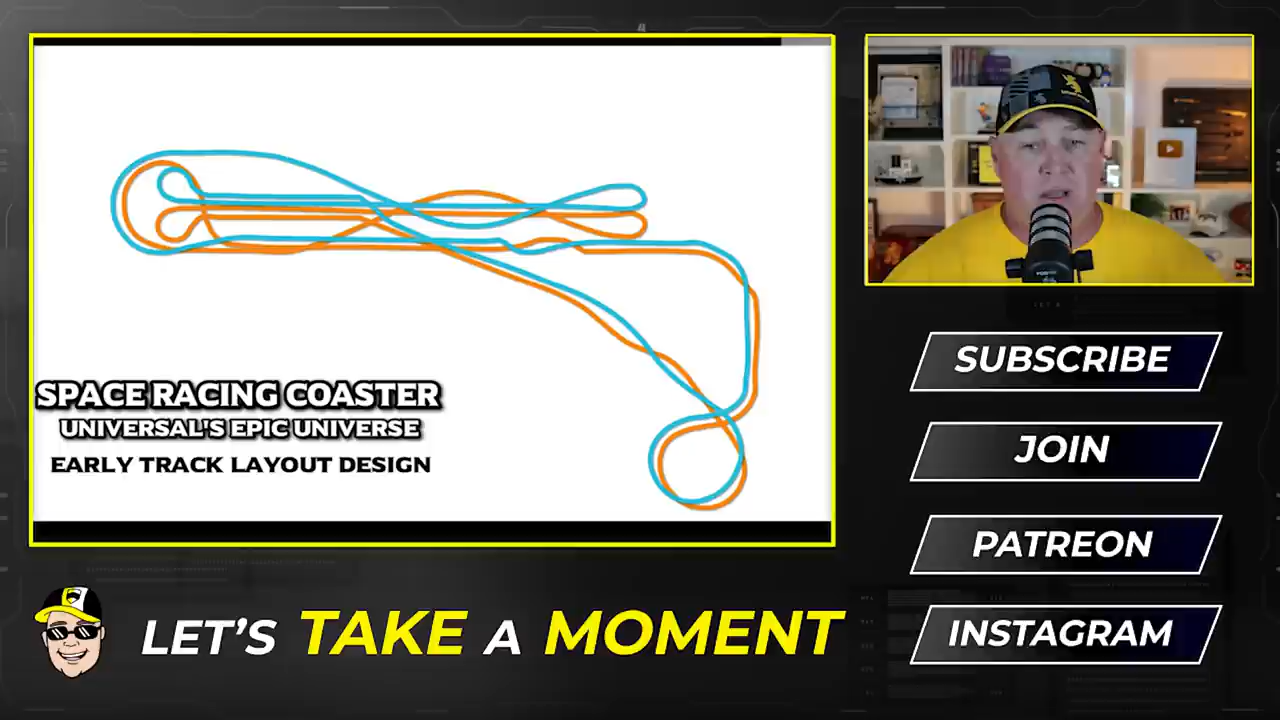 SPACE RACING COASTER
UNIVERSAL'S EPIC UNIVERSE
EARLY TRACK LAYOUT DESIGN
SUBSCRIBE
JOIN
PATREON
INSTAGRAM
LET'S TAKE A MOMENT